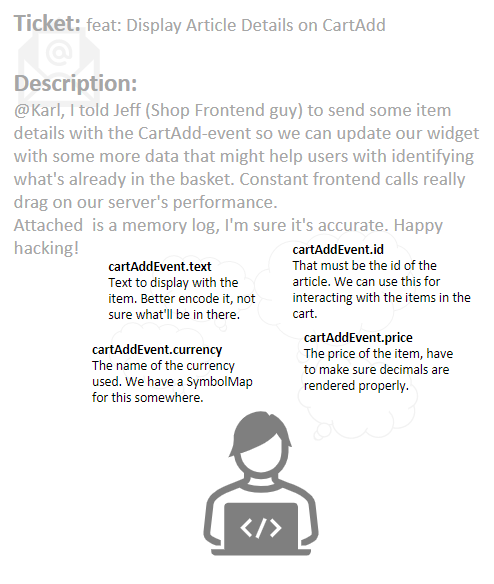 Ticket: feat: Display Article Details on CartAdd
Description:
@Karl, I told Jeff (Shop Frontend guy) to send some item
details with the CartAdd-event so we can update our widget
with some more data that might help users with identifying
what's already in the basket. Constant frontend calls really
drag on our server's performance.
Attached  is a memory log, I'm sure it's accurate. Happy
hacking!
cartAddEvent.text
Text to display with the
item. Better encode it, not
sure what'll be in there.
cartAddEvent.id
That must be the id of the
article. We can use this for
interacting with the items in the
cart.
cartAddEvent.currency
The name of the currency
used. We have a SymbolMap
for this somewhere.
cartAddEvent.price
The price of the item, have
to make sure decimals are
rendered properly.